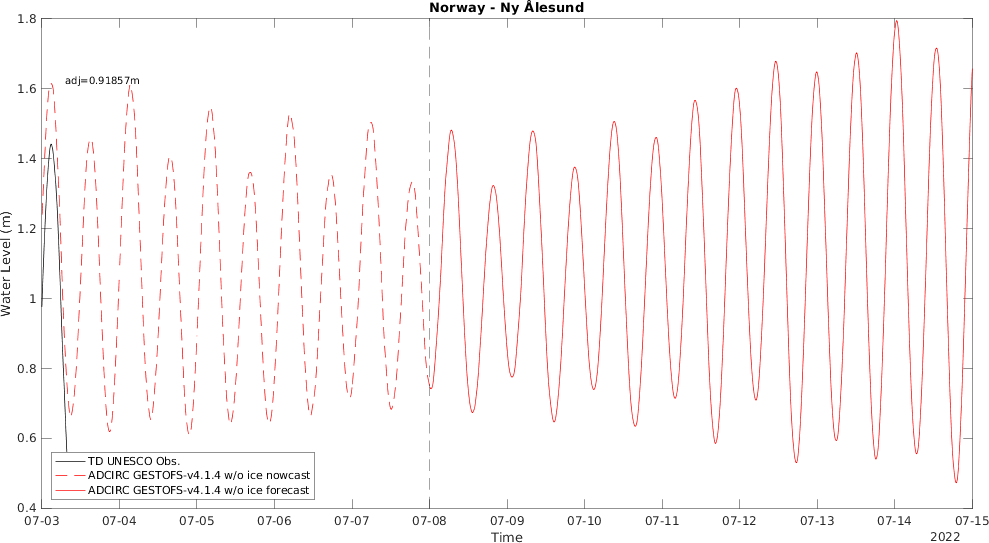 Norway - Ny Ålesund
1.8
1.6
1.4
1.2
1
0.8
0.6
0.4
Water Level (m)
adj=0.91857m
TD UNESCO Obs.
ADCIRC GESTOFS-v4.1.4 w/o ice nowcast
ADCIRC GESTOFS-v4.1.4 w/o ice forecast
07-03 07-04 07-05 07-06 07-07 07-08 07-09 07-10 07-11 07-12 07-13 07-14 07-15
Time
2022